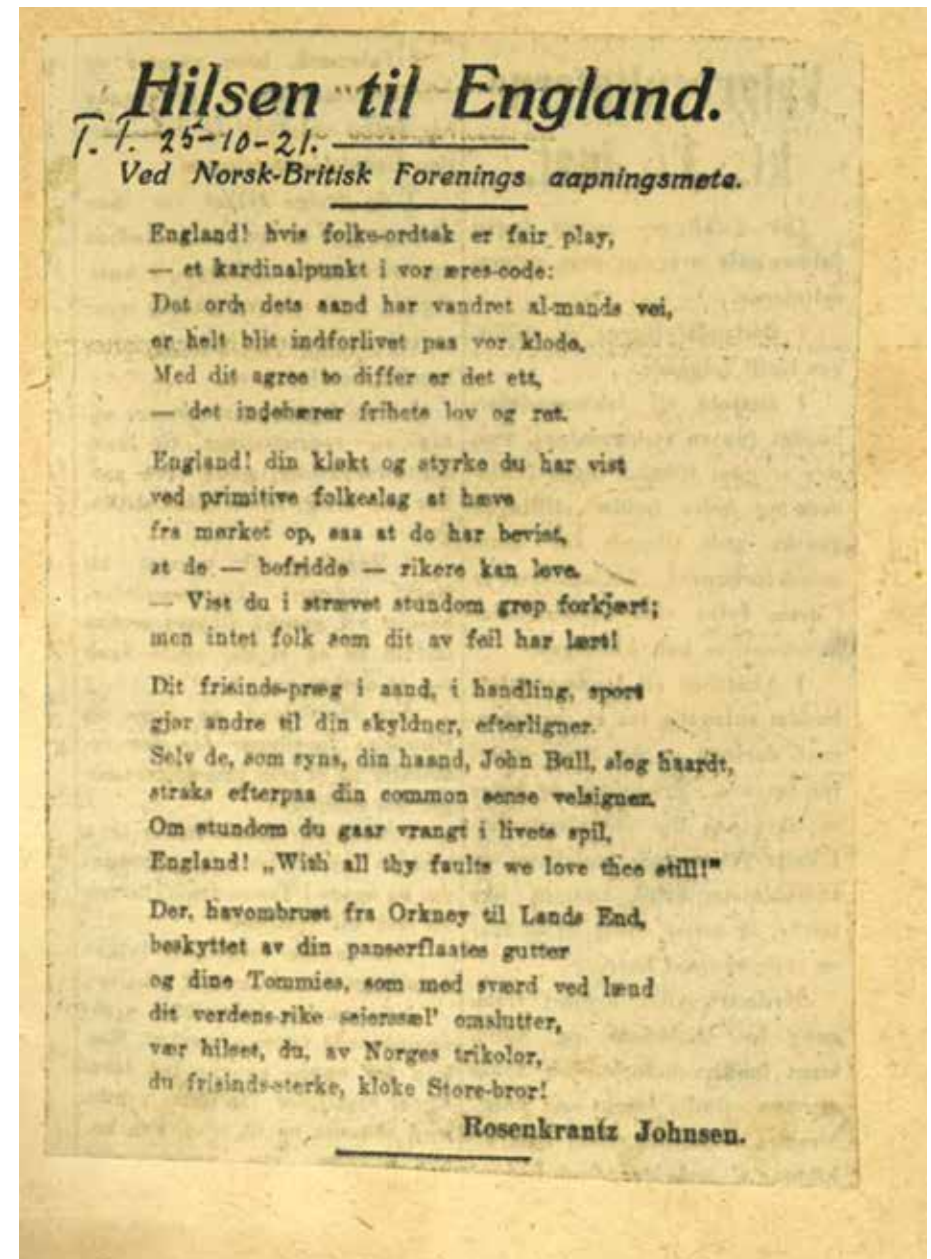 Hilsen til England.
T. T. 25-10-21.
Ved Norsk-Britisk Forenings aapningsmøte.
England! hvis folke-ordtak er fair play,
— et kardinalpunkt i vor æres-code:
Det ord, dets aand har vandret al-mands vei,
er helt blit indforlivet paa vor klode.
Med dit agree to differ er det ett,
— det indebærer frihets lov og ret.
England! din kløkt og styrke du har vist
ved primitive folkeslag at hæve
fra mørket op, saa at de har bevist,
at de — befridde — rikere kan leve.
— Vist du i strævet stundom grep forkjært;
men intet folk som dit av feil har lært!
Dit frisinds-præg i aand, i handling, sport
gjør andre til din skyldner, efterligner.
Selv de, som syns, din haand, John Bull, slog haardt,
straks efterpaa din common sense velsigner.
Om stundom du gaar vrangt i livets spil,
England! „With all thy faults we love thee still!"
Der, havombrust fra Orkney til Lands End,
beskyttet av din panserflaates gutter
og dine Tommies, som med sværd ved lænd
dit verdens-rike seierssæl' omslutter,
vær hilset, du, av Norges trikolor,
du frisinds-sterke, kloke Store-bror!
Rosenkrantz Johnsen.